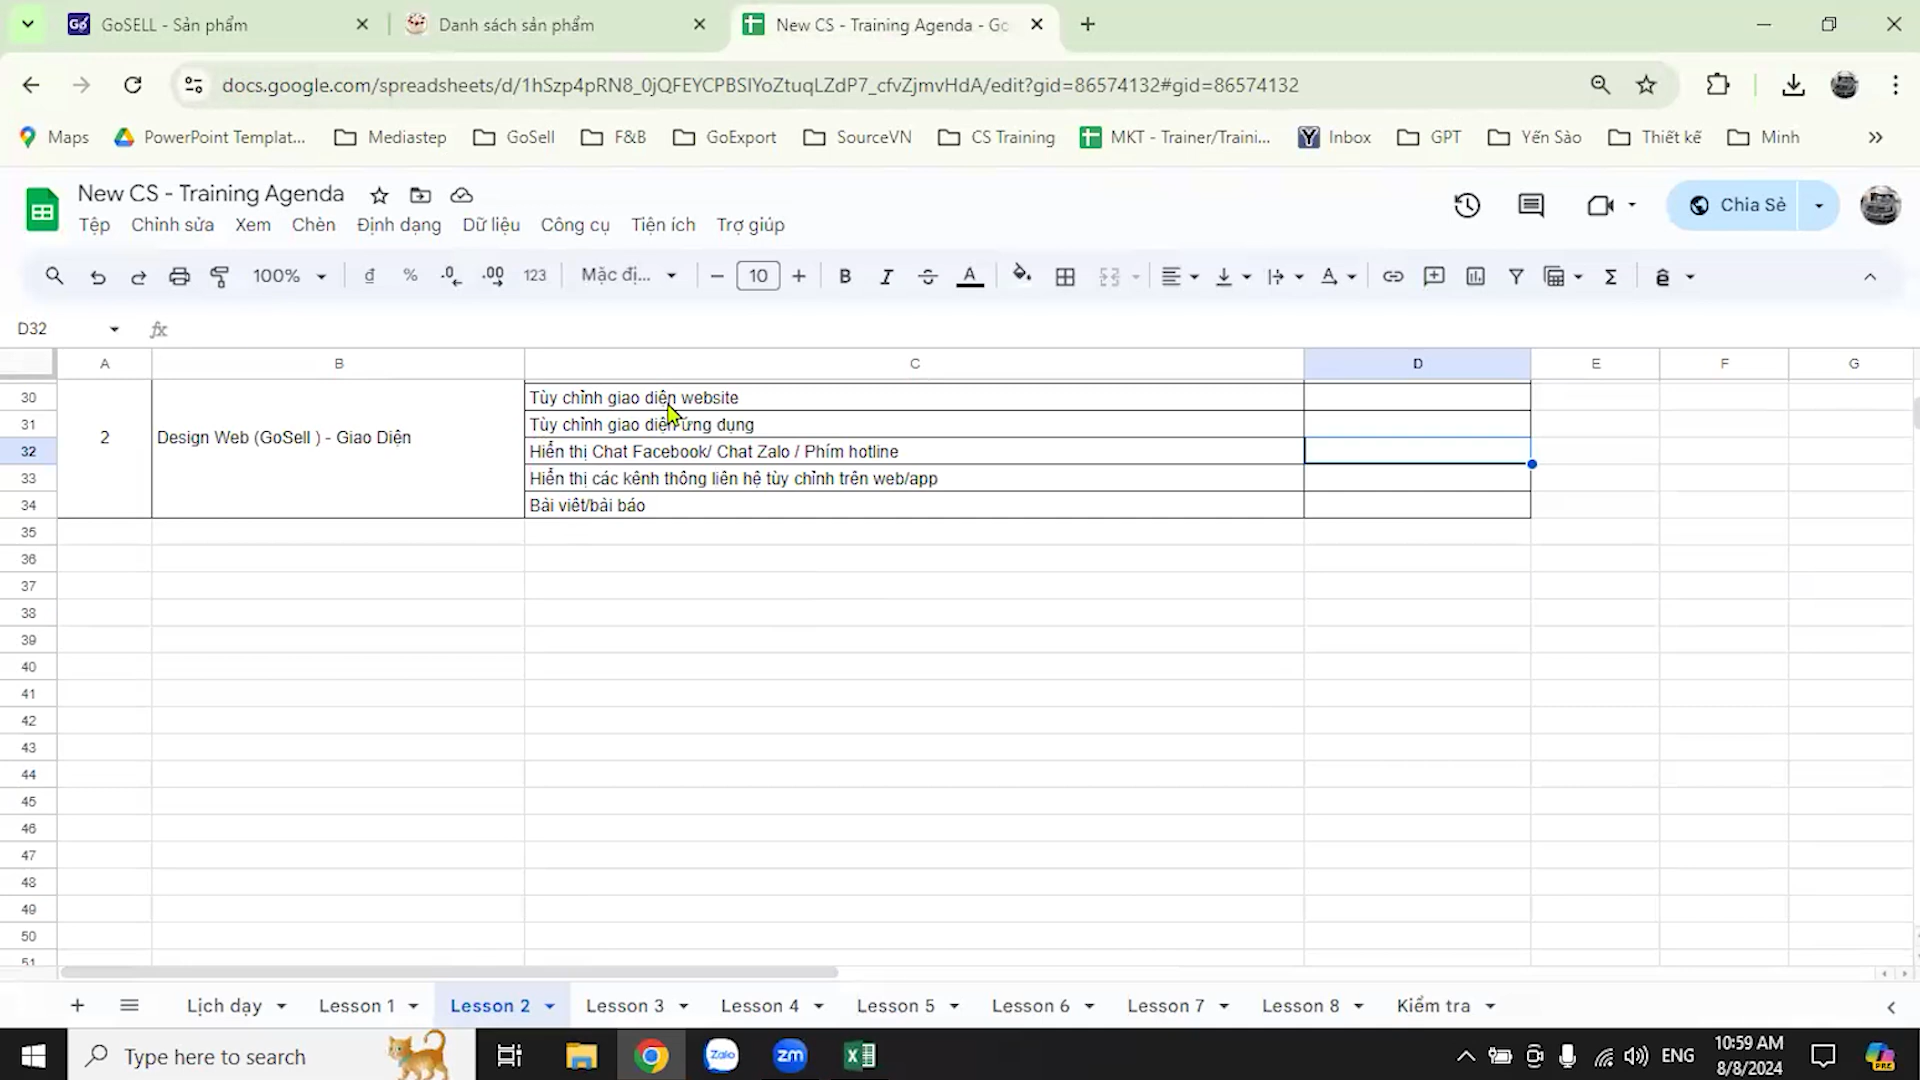 GoSELL - Sản phẩm
Danh sách sản phẩm
New CS - Training Agenda - Go
docs.google.com/spreadsheets/d/1hSzp4pRN8_0jQFEYCPBSIYoZtuqLZdP7_cfvZjmvHdA/edit?gid=86574132#gid=86574132
Maps
PowerPoint Templat...
Mediastep
GoSell
F&B
GoExport
SourceVN
CS Training
MKT - Trainer/Traini...
Inbox
GPT
Yến Sào
Thiết kế
Minh
New CS - Training Agenda
Tệp Chỉnh sửa Xem Chèn Định dạng Dữ liệu Công cụ Tiện ích Trợ giúp
Chia Sẻ
100% đ % .0 .00 123 Mặc đị... 10 B I A
D32 fx
A B C D E F G
30 Tùy chỉnh giao diện website
31 Tùy chỉnh giao diện ứng dụng
2 Design Web (GoSell ) - Giao Diện
32 Hiển thị Chat Facebook/ Chat Zalo / Phím hotline
33 Hiển thị các kênh thông liên hệ tùy chỉnh trên web/app
34 Bài viết/bài báo
35
36
37
38
39
40
41
42
43
44
45
46
47
48
49
50
51
Lịch dạy Lesson 1 Lesson 2 Lesson 3 Lesson 4 Lesson 5 Lesson 6 Lesson 7 Lesson 8 Kiểm tra
Type here to search
Zalo
zm
ENG
10:59 AM
8/8/2024
PRE